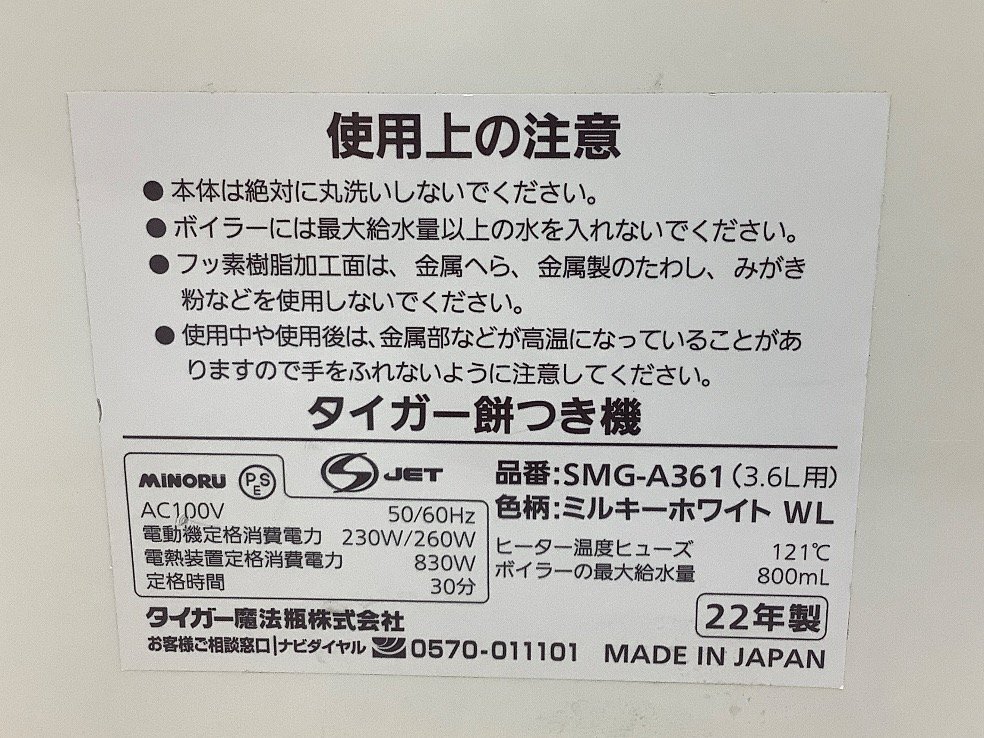 使用上の注意
● 本体は絶対に丸洗いしないでください。
● ボイラーには最大給水量以上の水を入れないでください。
● フッ素樹脂加工面は、金属へら、金属製のたわし、みがき
粉などを使用しないでください。
● 使用中や使用後は、金属部などが高温になっていることがあ
りますので手をふれないように注意してください。
タイガー餅つき機
MINORU PSE JET
AC100V 50/60Hz
電動機定格消費電力 230W/260W
電熱装置定格消費電力 830W
定格時間 30分
品番:SMG-A361(3.6L用)
色柄:ミルキーホワイト WL
ヒーター温度ヒューズ 121℃
ボイラーの最大給水量 800mL
タイガー魔法瓶株式会社
22年製
お客様ご相談窓口|ナビダイヤル 0570-011101
MADE IN JAPAN